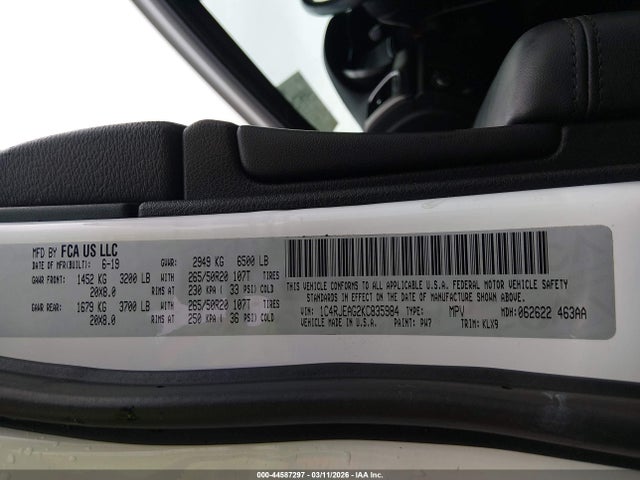 MFD BY FCA US LLC GVWR: 2949 KG 6500 LB
DATE OF MFR(BUILT): 6-19
GAWR FRONT: 1452 KG 3200 LB WITH 265/50R20 107T TIRES
20X8.0 RIMS AT 230 KPA ( 33 PSI) COLD
GAWR REAR: 1679 KG 3700 LB WITH 265/50R20 107T TIRES
20X8.0 RIMS AT 250 KPA ( 36 PSI) COLD
THIS VEHICLE CONFORMS TO ALL APPLICABLE U.S.A. FEDERAL MOTOR VEHICLE SAFETY
STANDARDS IN EFFECT ON THE DATE OF MANUFACTURE SHOWN ABOVE.
VIN: 1C4RJEAG2KC835984 TYPE: MPV MDH: 062622 463AA
VEHICLE MADE IN U.S.A. PAINT: PW7 TRIM: KLX9
000-44587297 - 03/11/2026 - IAA Inc.